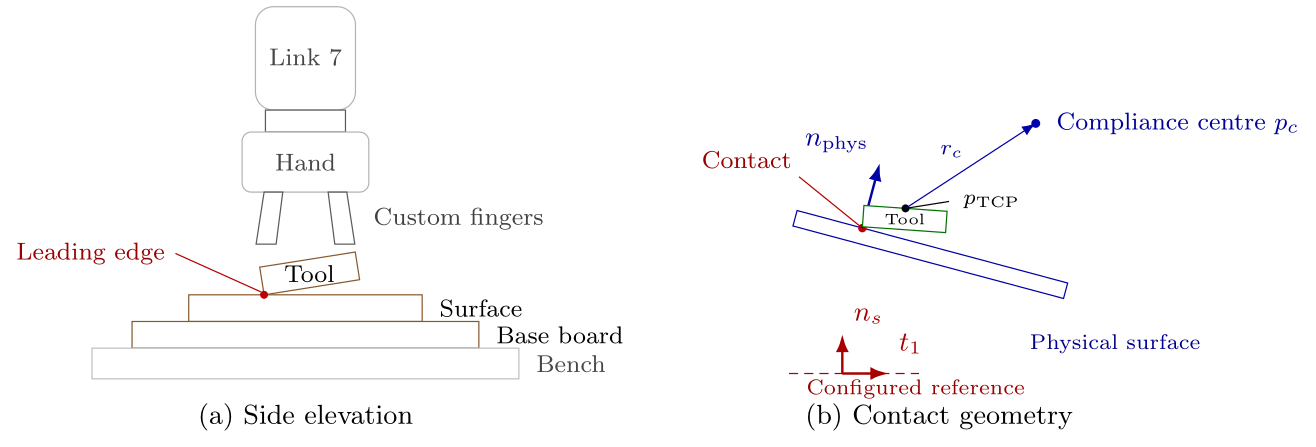 Link 7
Hand
Custom fingers
Leading edge
Tool
Surface
Base board
Bench
(a) Side elevation
Compliance centre p_c
n_phys
r_c
Contact
p_TCP
Tool
n_s
t_1
Physical surface
Configured reference
(b) Contact geometry